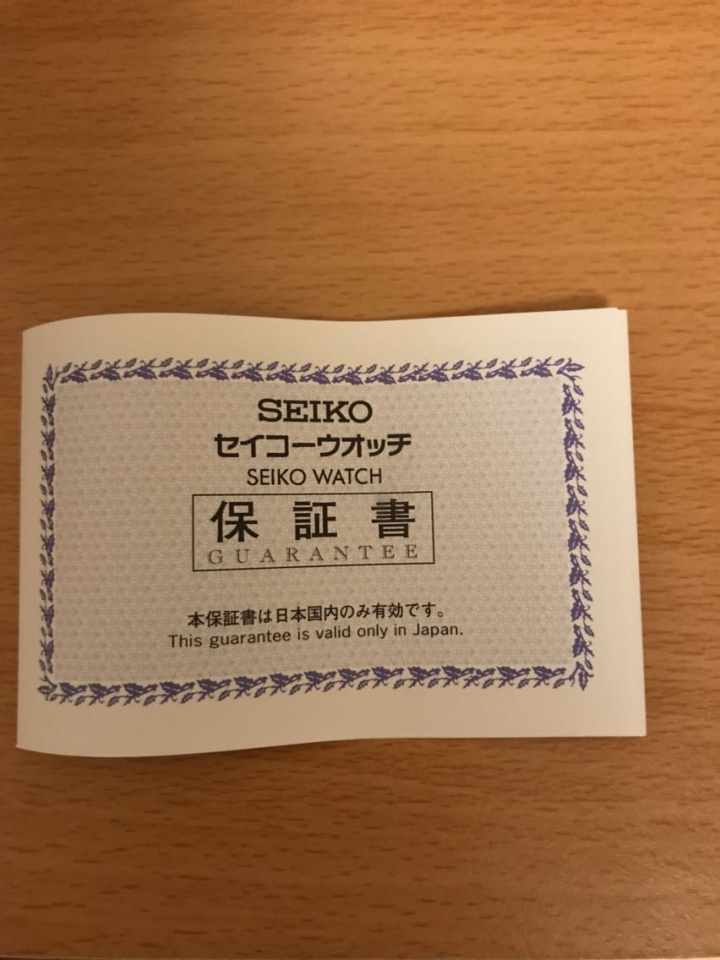 SEIKO
セイコーウオッチ
SEIKO WATCH
保証書
GUARANTEE
本保証書は日本国内のみ有効です。
This guarantee is valid only in Japan.